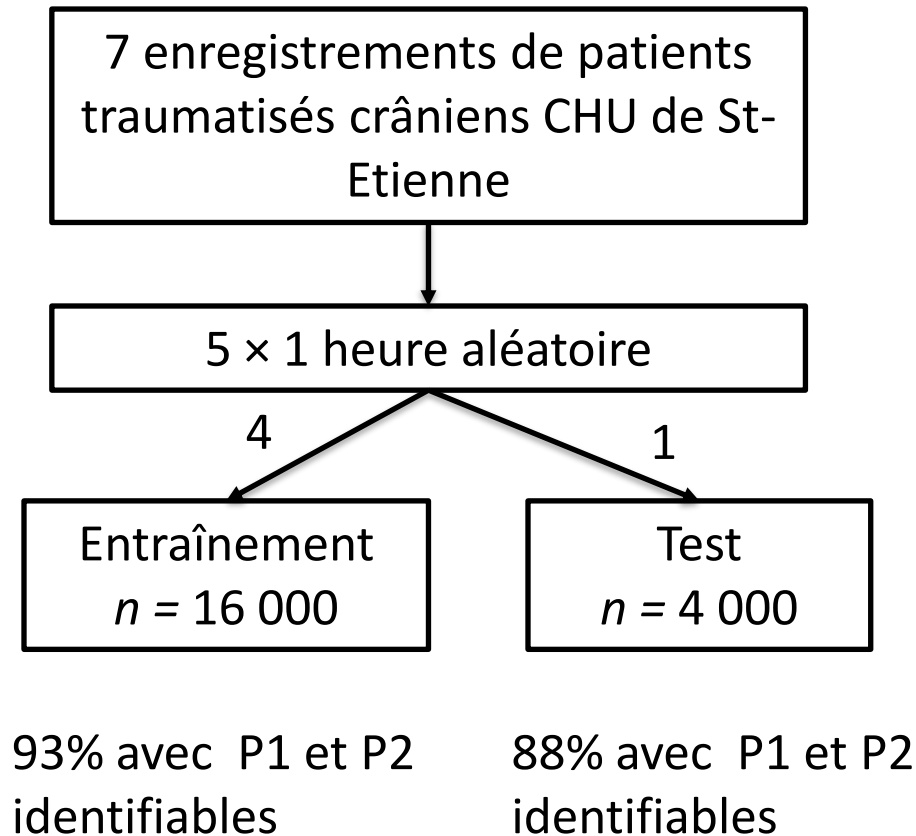 7 enregistrements de patients
traumatisés crâniens CHU de St-
Etienne
5 × 1 heure aléatoire
4
1
Entraînement
n = 16 000
Test
n = 4 000
93% avec  P1 et P2
identifiables
88% avec  P1 et P2
identifiables